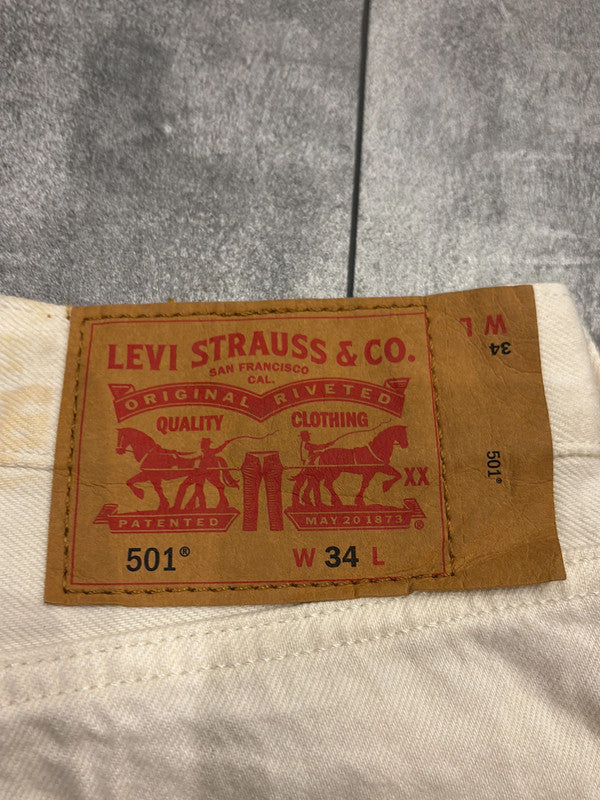 LEVI STRAUSS & CO.
SAN FRANCISCO
CAL.
ORIGINAL RIVETED
QUALITY CLOTHING
XX
PATENTED MAY 20 1873 ®
501® W 34 L
W L
34
501®